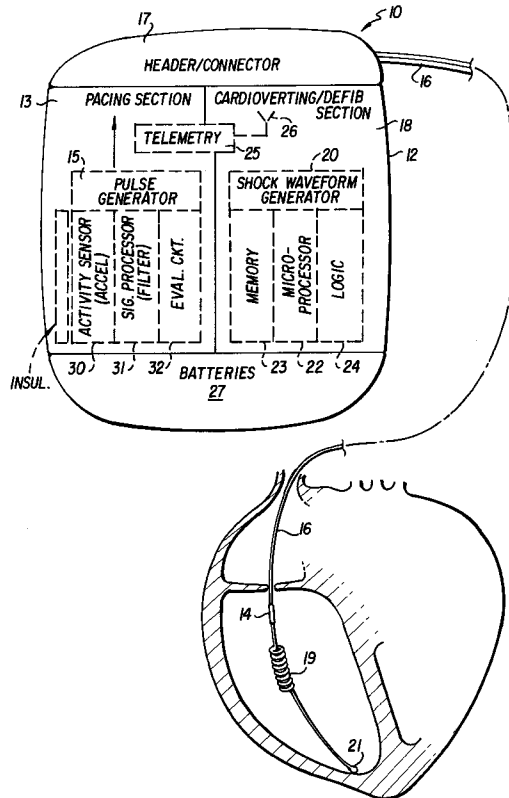 10
17
HEADER/CONNECTOR
16
13
PACING SECTION
CARDIOVERTING/DEFIB
SECTION
26
18
TELEMETRY
25
12
15
20
PULSE
GENERATOR
SHOCK WAVEFORM
GENERATOR
ACTIVITY SENSOR
(ACCEL)
SIG. PROCESSOR
(FILTER)
EVAL. CKT.
MEMORY
MICRO-
PROCESSOR
LOGIC
INSUL.
30
31
32
23
22
24
BATTERIES
27
16
14
19
21